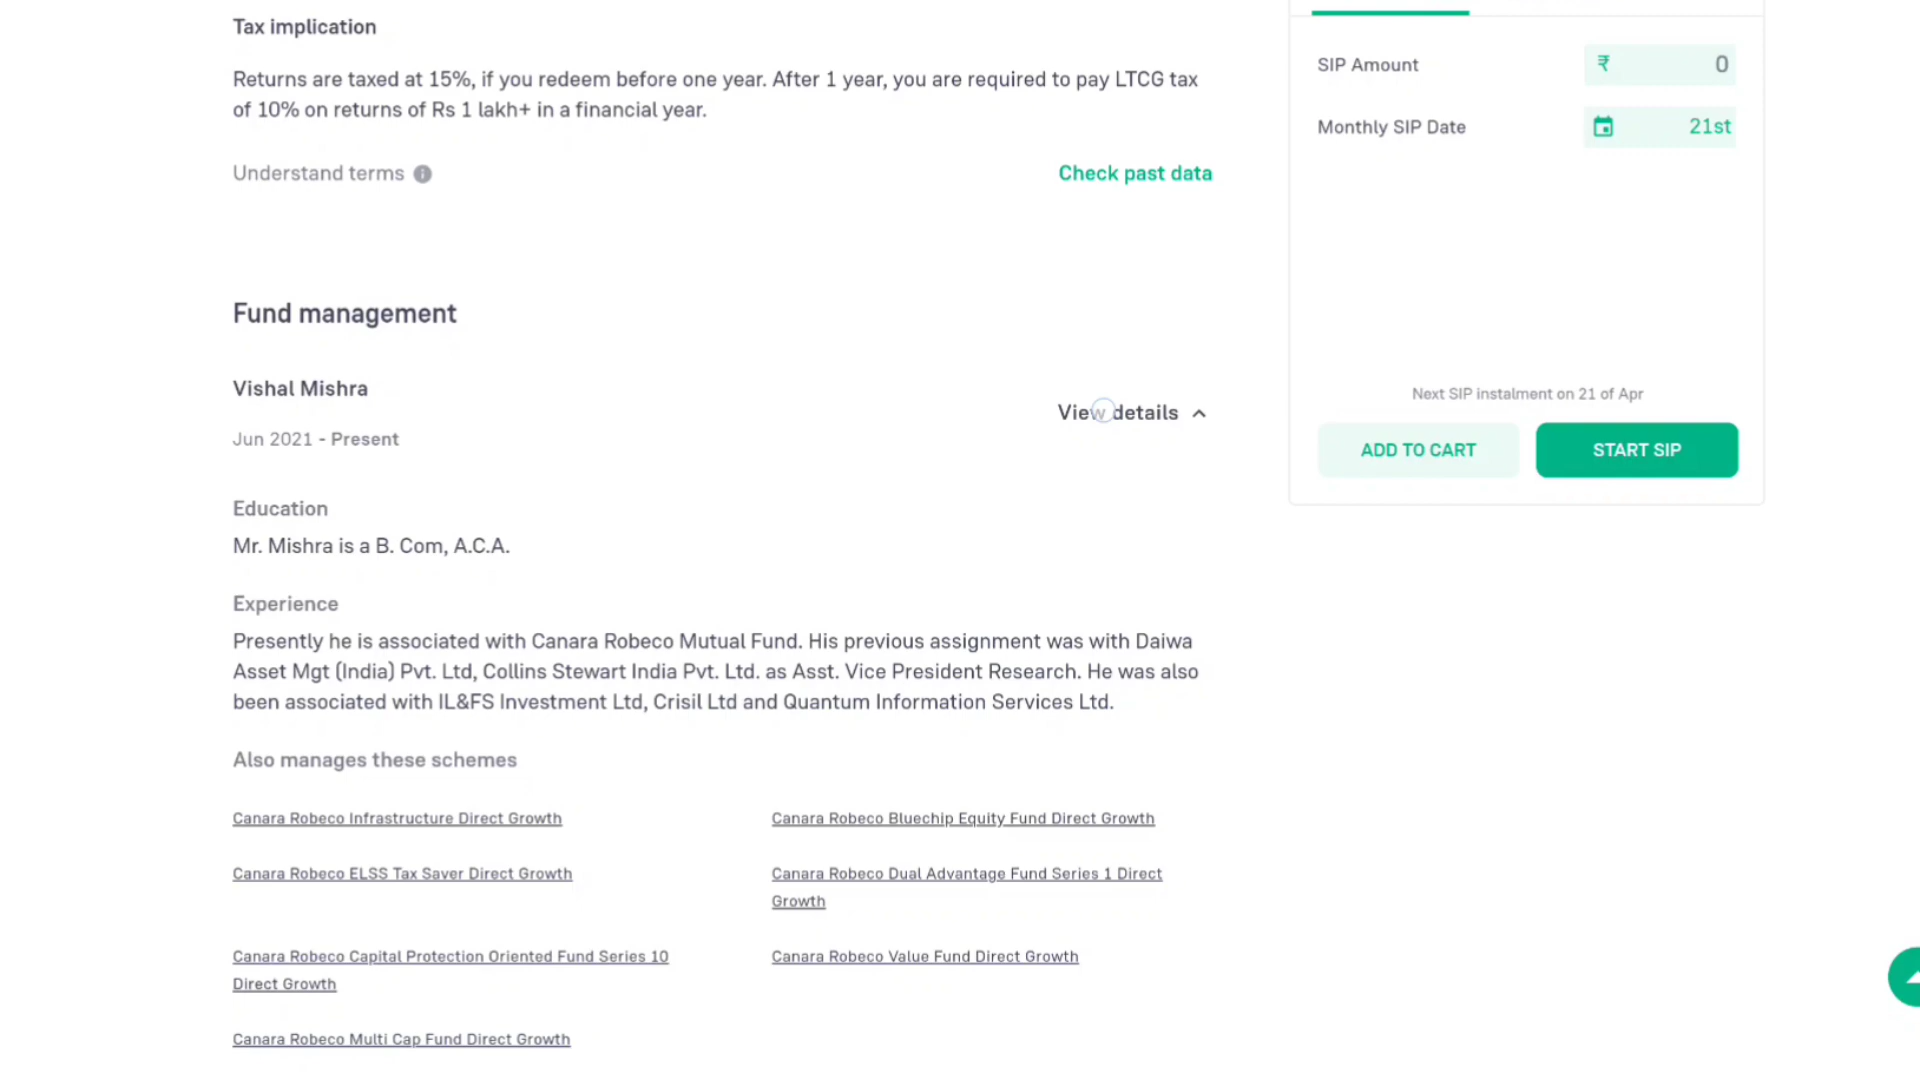 Tax implication
Returns are taxed at 15%, if you redeem before one year. After 1 year, you are required to pay LTCG tax
of 10% on returns of Rs 1 lakh+ in a financial year.
Understand terms
Check past data
Fund management
Vishal Mishra
Jun 2021 - Present
View details
Education
Mr. Mishra is a B. Com, A.C.A.
Experience
Presently he is associated with Canara Robeco Mutual Fund. His previous assignment was with Daiwa
Asset Mgt (India) Pvt. Ltd, Collins Stewart India Pvt. Ltd. as Asst. Vice President Research. He was also
been associated with IL&FS Investment Ltd, Crisil Ltd and Quantum Information Services Ltd.
Also manages these schemes
Canara Robeco Infrastructure Direct Growth
Canara Robeco Bluechip Equity Fund Direct Growth
Canara Robeco ELSS Tax Saver Direct Growth
Canara Robeco Dual Advantage Fund Series 1 Direct
Growth
Canara Robeco Capital Protection Oriented Fund Series 10
Direct Growth
Canara Robeco Value Fund Direct Growth
Canara Robeco Multi Cap Fund Direct Growth
SIP Amount
₹ 0
Monthly SIP Date
21st
Next SIP instalment on 21 of Apr
ADD TO CART
START SIP